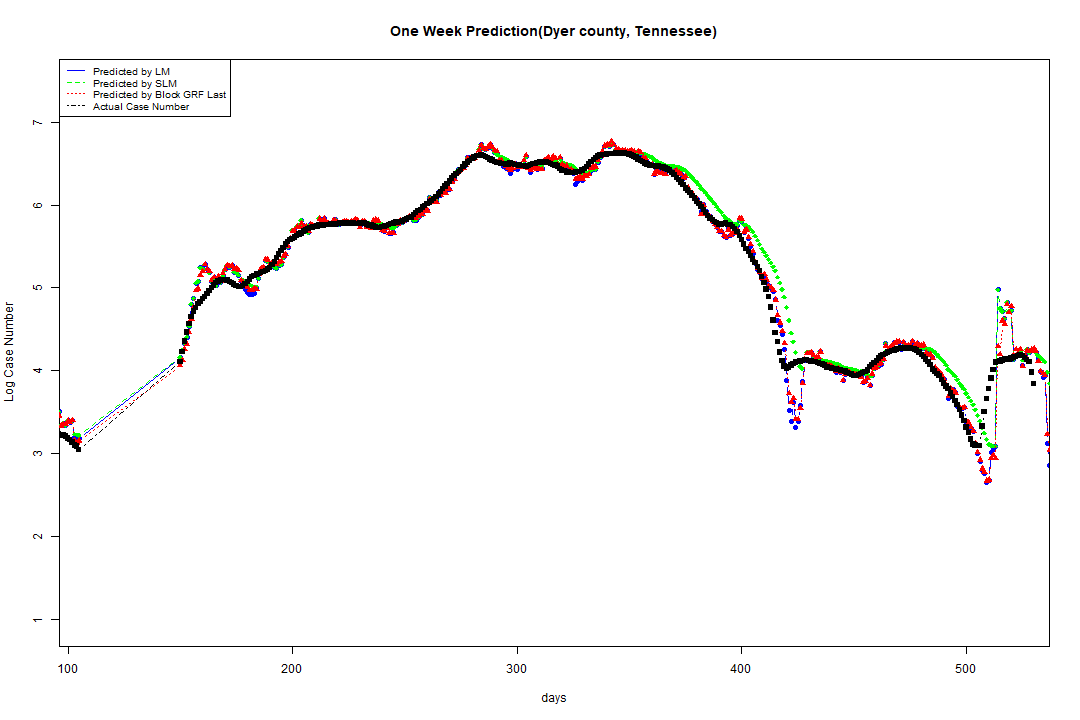 One Week Prediction(Dyer county, Tennessee)
Predicted by LM
Predicted by SLM
Predicted by Block GRF Last
Actual Case Number
7
6
5
4
3
2
1
Log Case Number
100 200 300 400 500
days